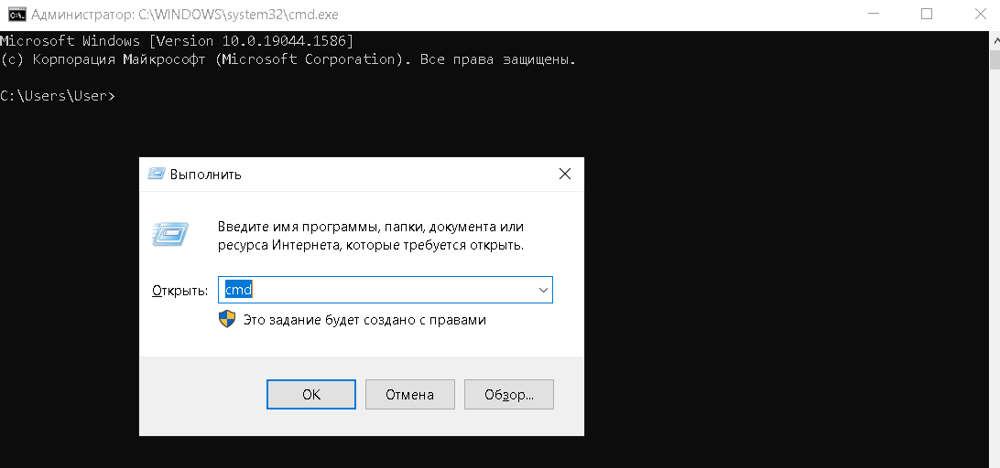 Администратор: C:\WINDOWS\system32\cmd.exe
Microsoft Windows [Version 10.0.19044.1586]
(c) Корпорация Майкрософт (Microsoft Corporation). Все права защищены.
C:\Users\User>
Выполнить
Введите имя программы, папки, документа или
ресурса Интернета, которые требуется открыть.
Открыть: cmd
Это задание будет создано с правами
ОК Отмена Обзор...